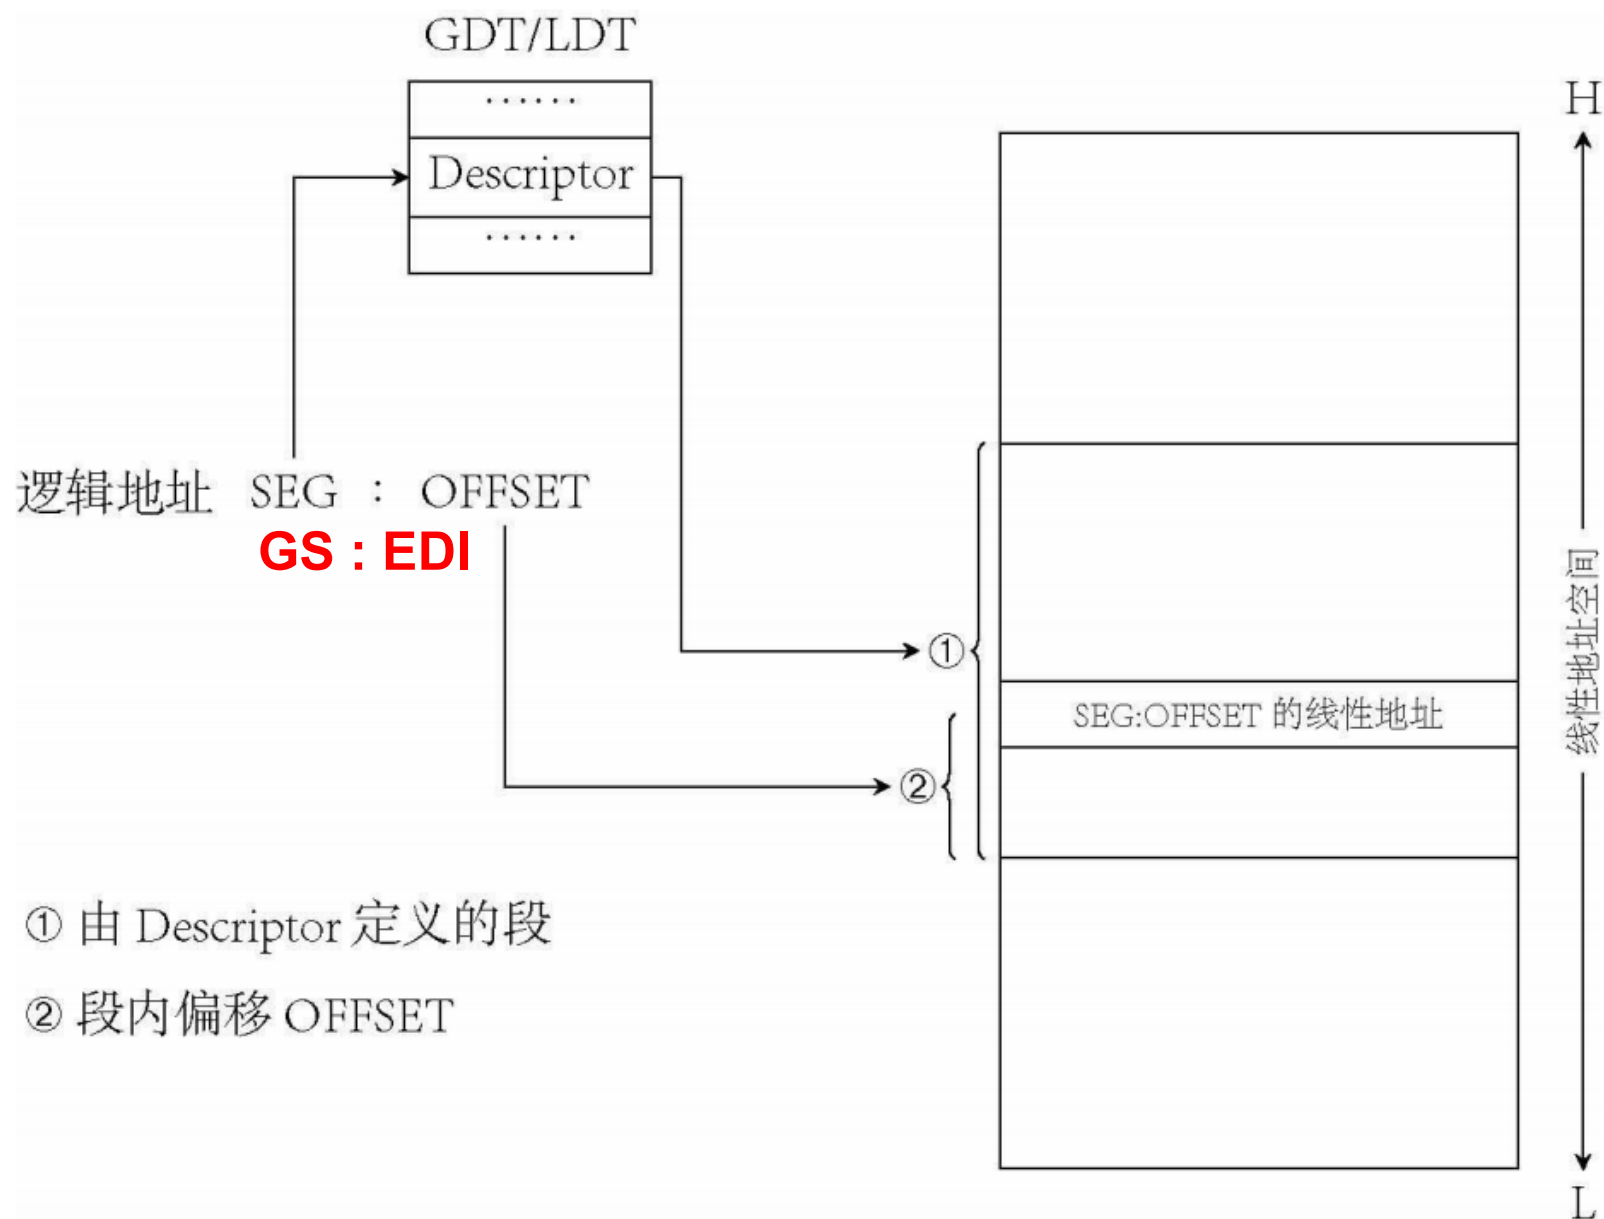 GDT/LDT
······
Descriptor
······
逻辑地址 SEG : OFFSET
GS : EDI
①
②
SEG:OFFSET 的线性地址
H
线性地址空间
L
① 由 Descriptor 定义的段
② 段内偏移 OFFSET